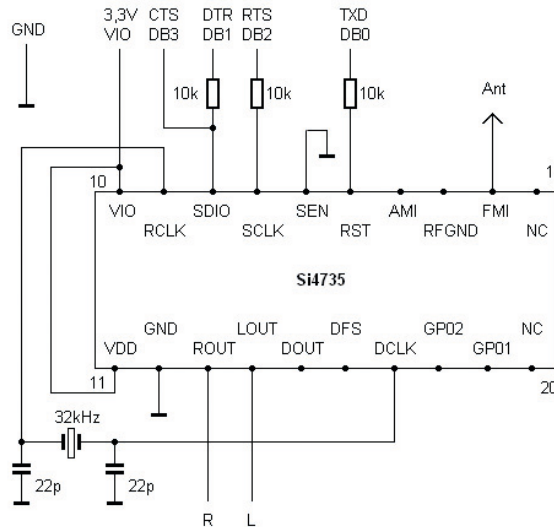 3,3V CTS DTR RTS TXD
GND VIO DB3 DB1 DB2 DB0
10k 10k 10k Ant
10 1
VIO SDIO SEN AMI FMI
RCLK SCLK RST RFGND NC
Si4735
GND LOUT DFS GP02 NC
VDD ROUT DOUT DCLK GP01
11 20
32kHz
22p 22p
R L